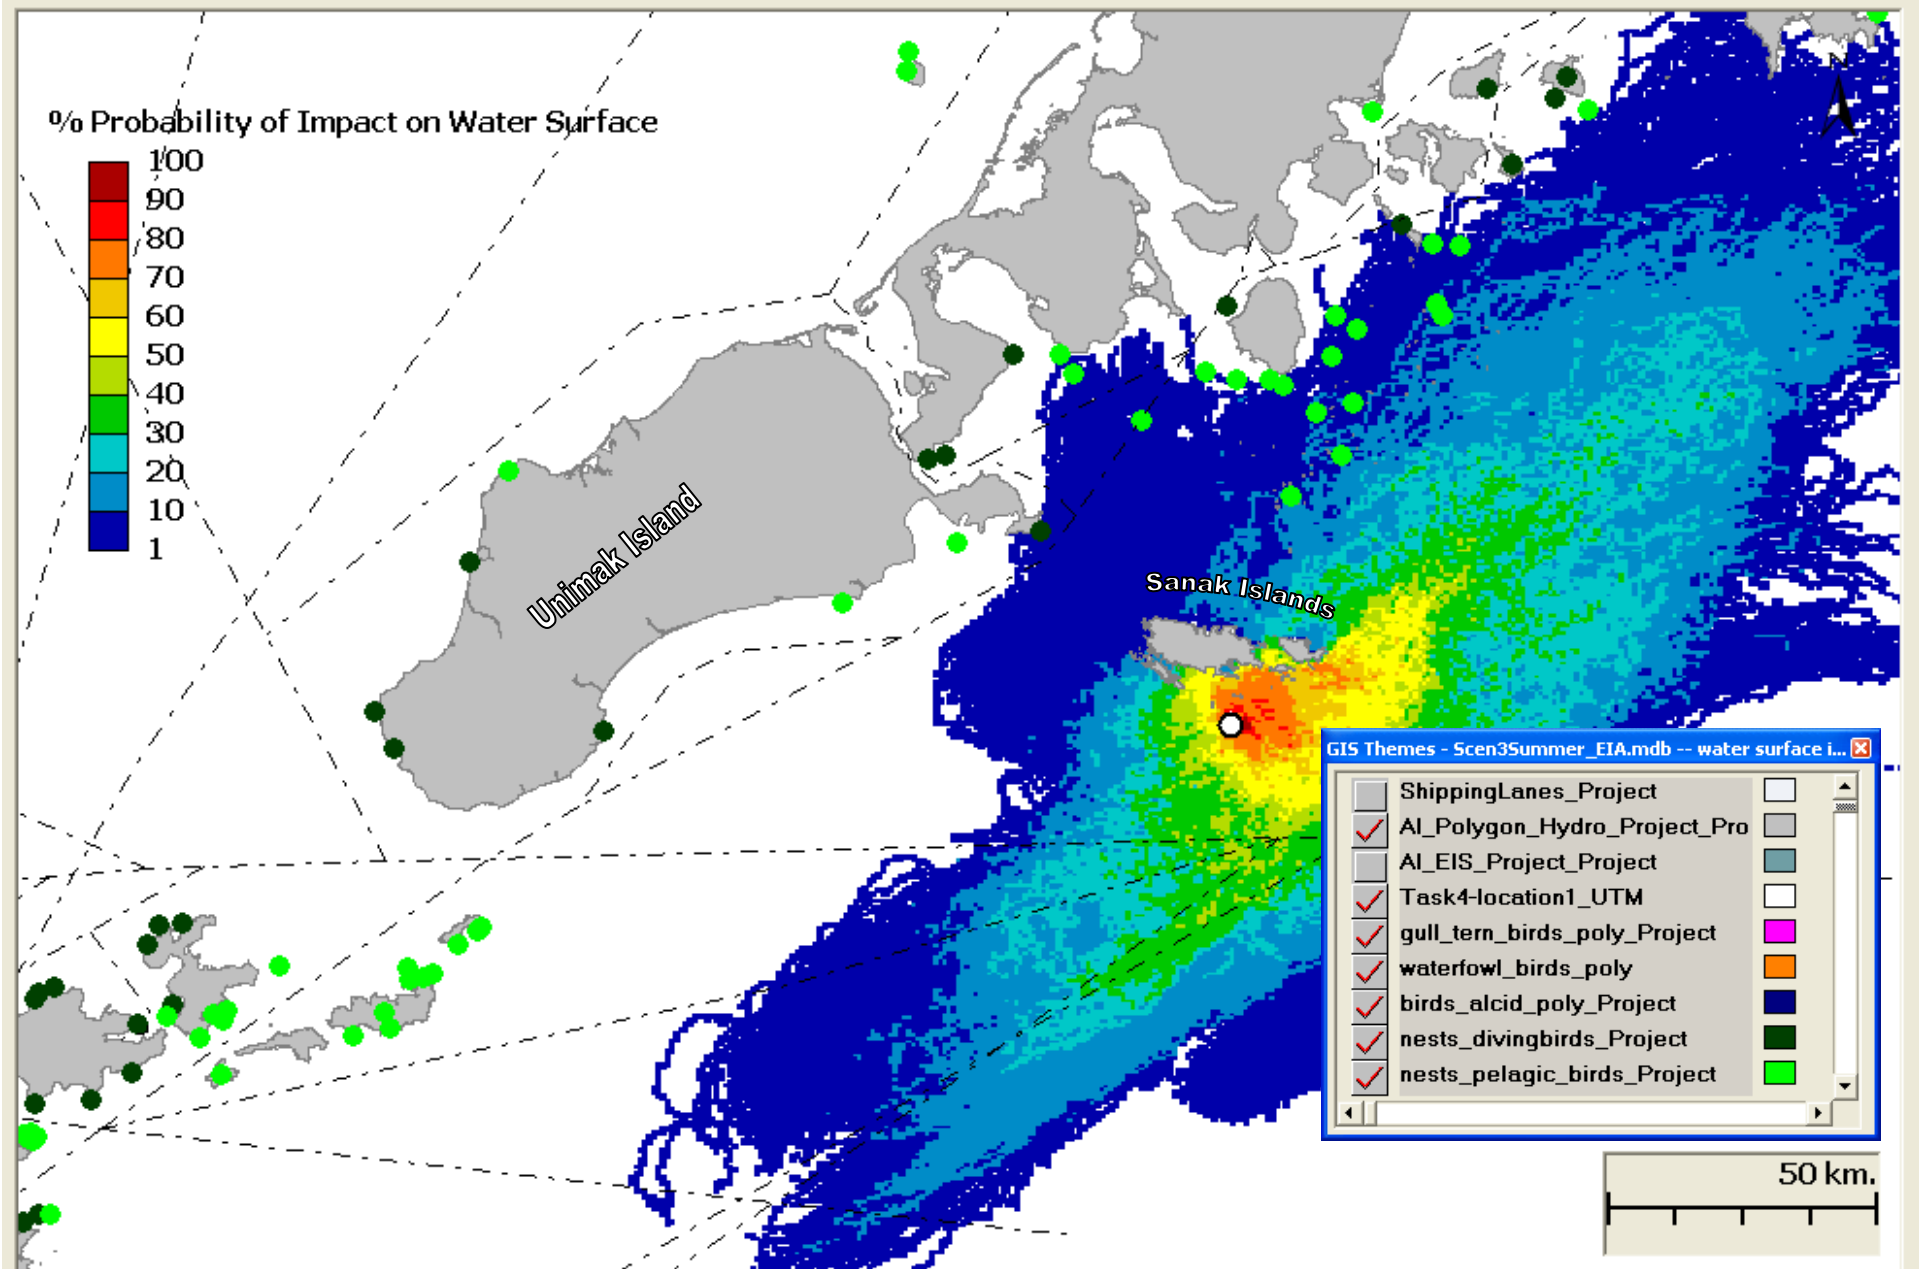 % Probability of Impact on Water Surface
100
90
80
70
60
50
40
30
20
10
1
N
Unimak Island
Sanak Islands
GIS Themes - Scen3Summer_EIA.mdb -- water surface i...
ShippingLanes_Project
AI_Polygon_Hydro_Project_Pro
AI_EIS_Project_Project
Task4-location1_UTM
gull_tern_birds_poly_Project
waterfowl_birds_poly
birds_alcid_poly_Project
nests_divingbirds_Project
nests_pelagic_birds_Project
50 km.